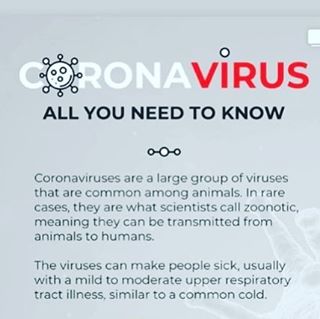 CORONAVIRUS
ALL YOU NEED TO KNOW
Coronaviruses are a large group of viruses
that are common among animals. In rare
cases, they are what scientists call zoonotic,
meaning they can be transmitted from
animals to humans.
The viruses can make people sick, usually
with a mild to moderate upper respiratory
tract illness, similar to a common cold.